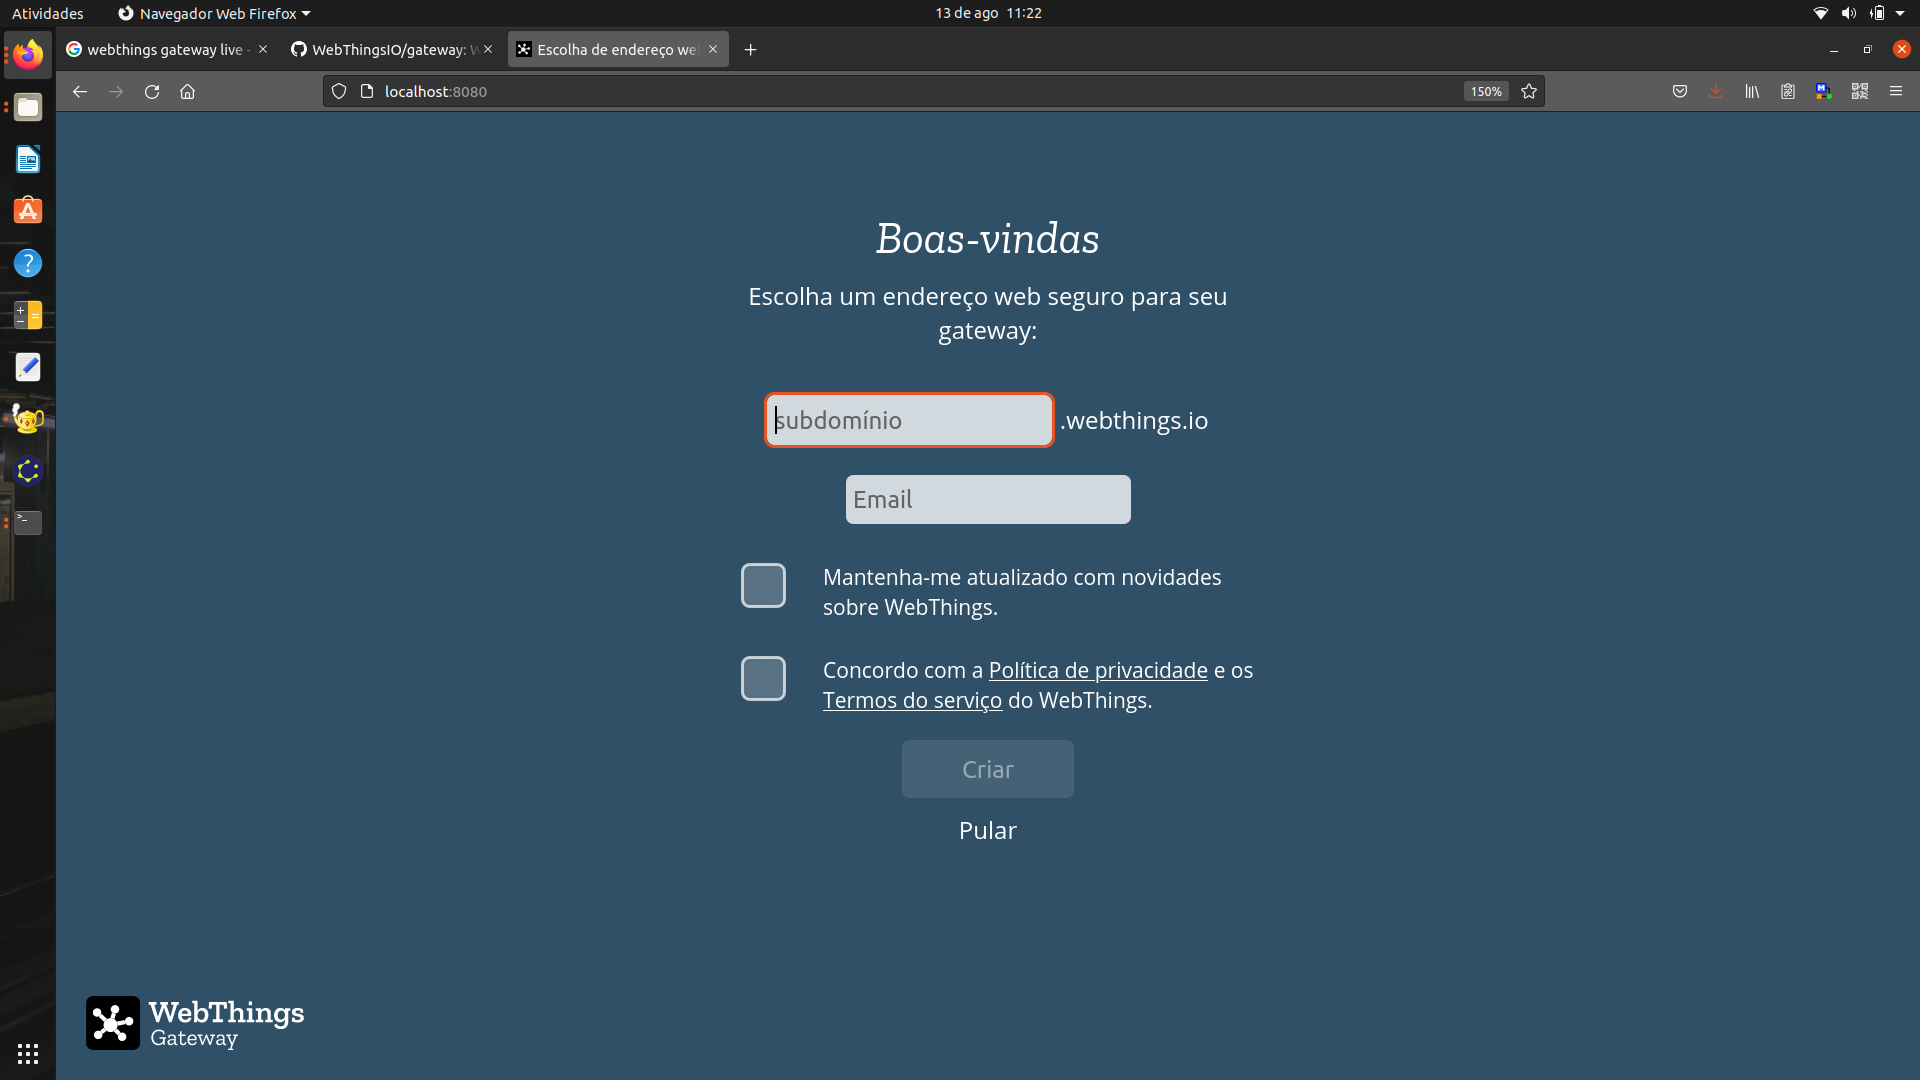 Atividades
Navegador Web Firefox
13 de ago 11:22
webthings gateway live -
WebThingsIO/gateway: W
Escolha de endereço we
localhost:8080
150%
Boas-vindas
Escolha um endereço web seguro para seu
gateway:
subdomínio
.webthings.io
Email
Mantenha-me atualizado com novidades
sobre WebThings.
Concordo com a Política de privacidade e os
Termos do serviço do WebThings.
Criar
Pular
WebThings
Gateway